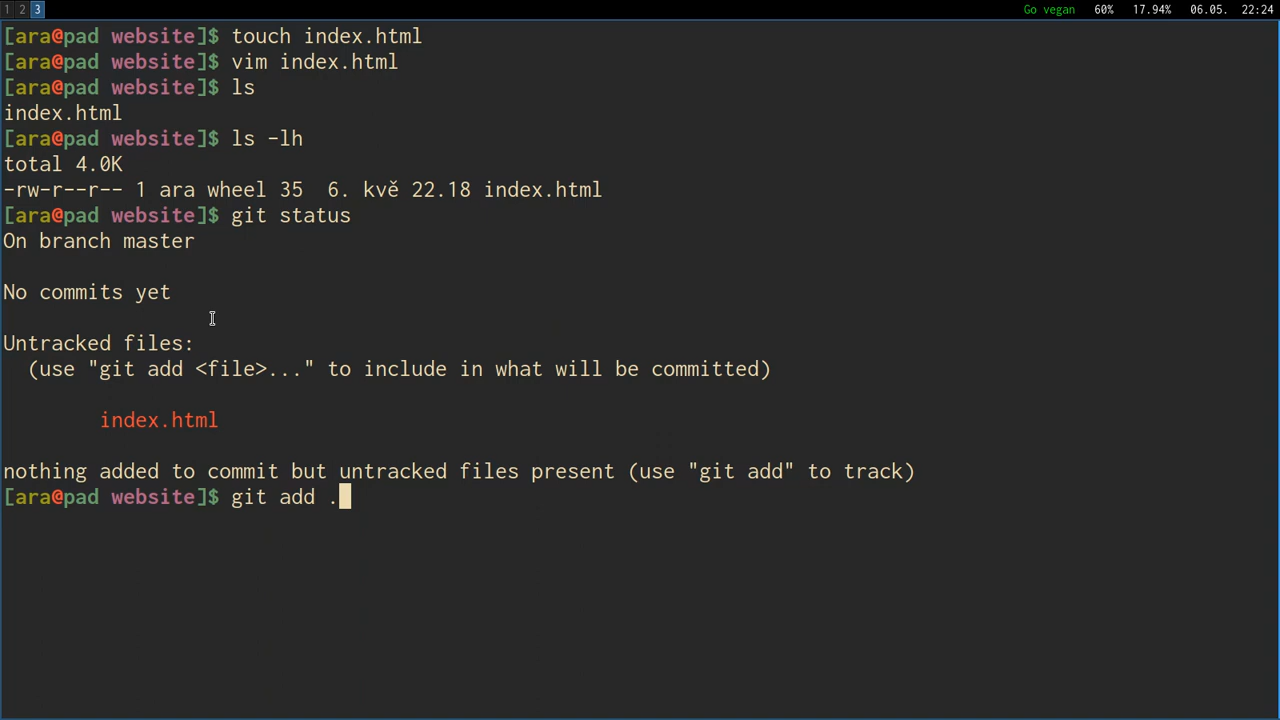 1 2 3 Go vegan 60% 17.94% 06.05. 22:24
[ara@pad website]$ touch index.html
[ara@pad website]$ vim index.html
[ara@pad website]$ ls
index.html
[ara@pad website]$ ls -lh
total 4.0K
-rw-r--r-- 1 ara wheel 35  6. kvě 22.18 index.html
[ara@pad website]$ git status
On branch master
No commits yet
Untracked files:
  (use "git add <file>..." to include in what will be committed)
        index.html
nothing added to commit but untracked files present (use "git add" to track)
[ara@pad website]$ git add .